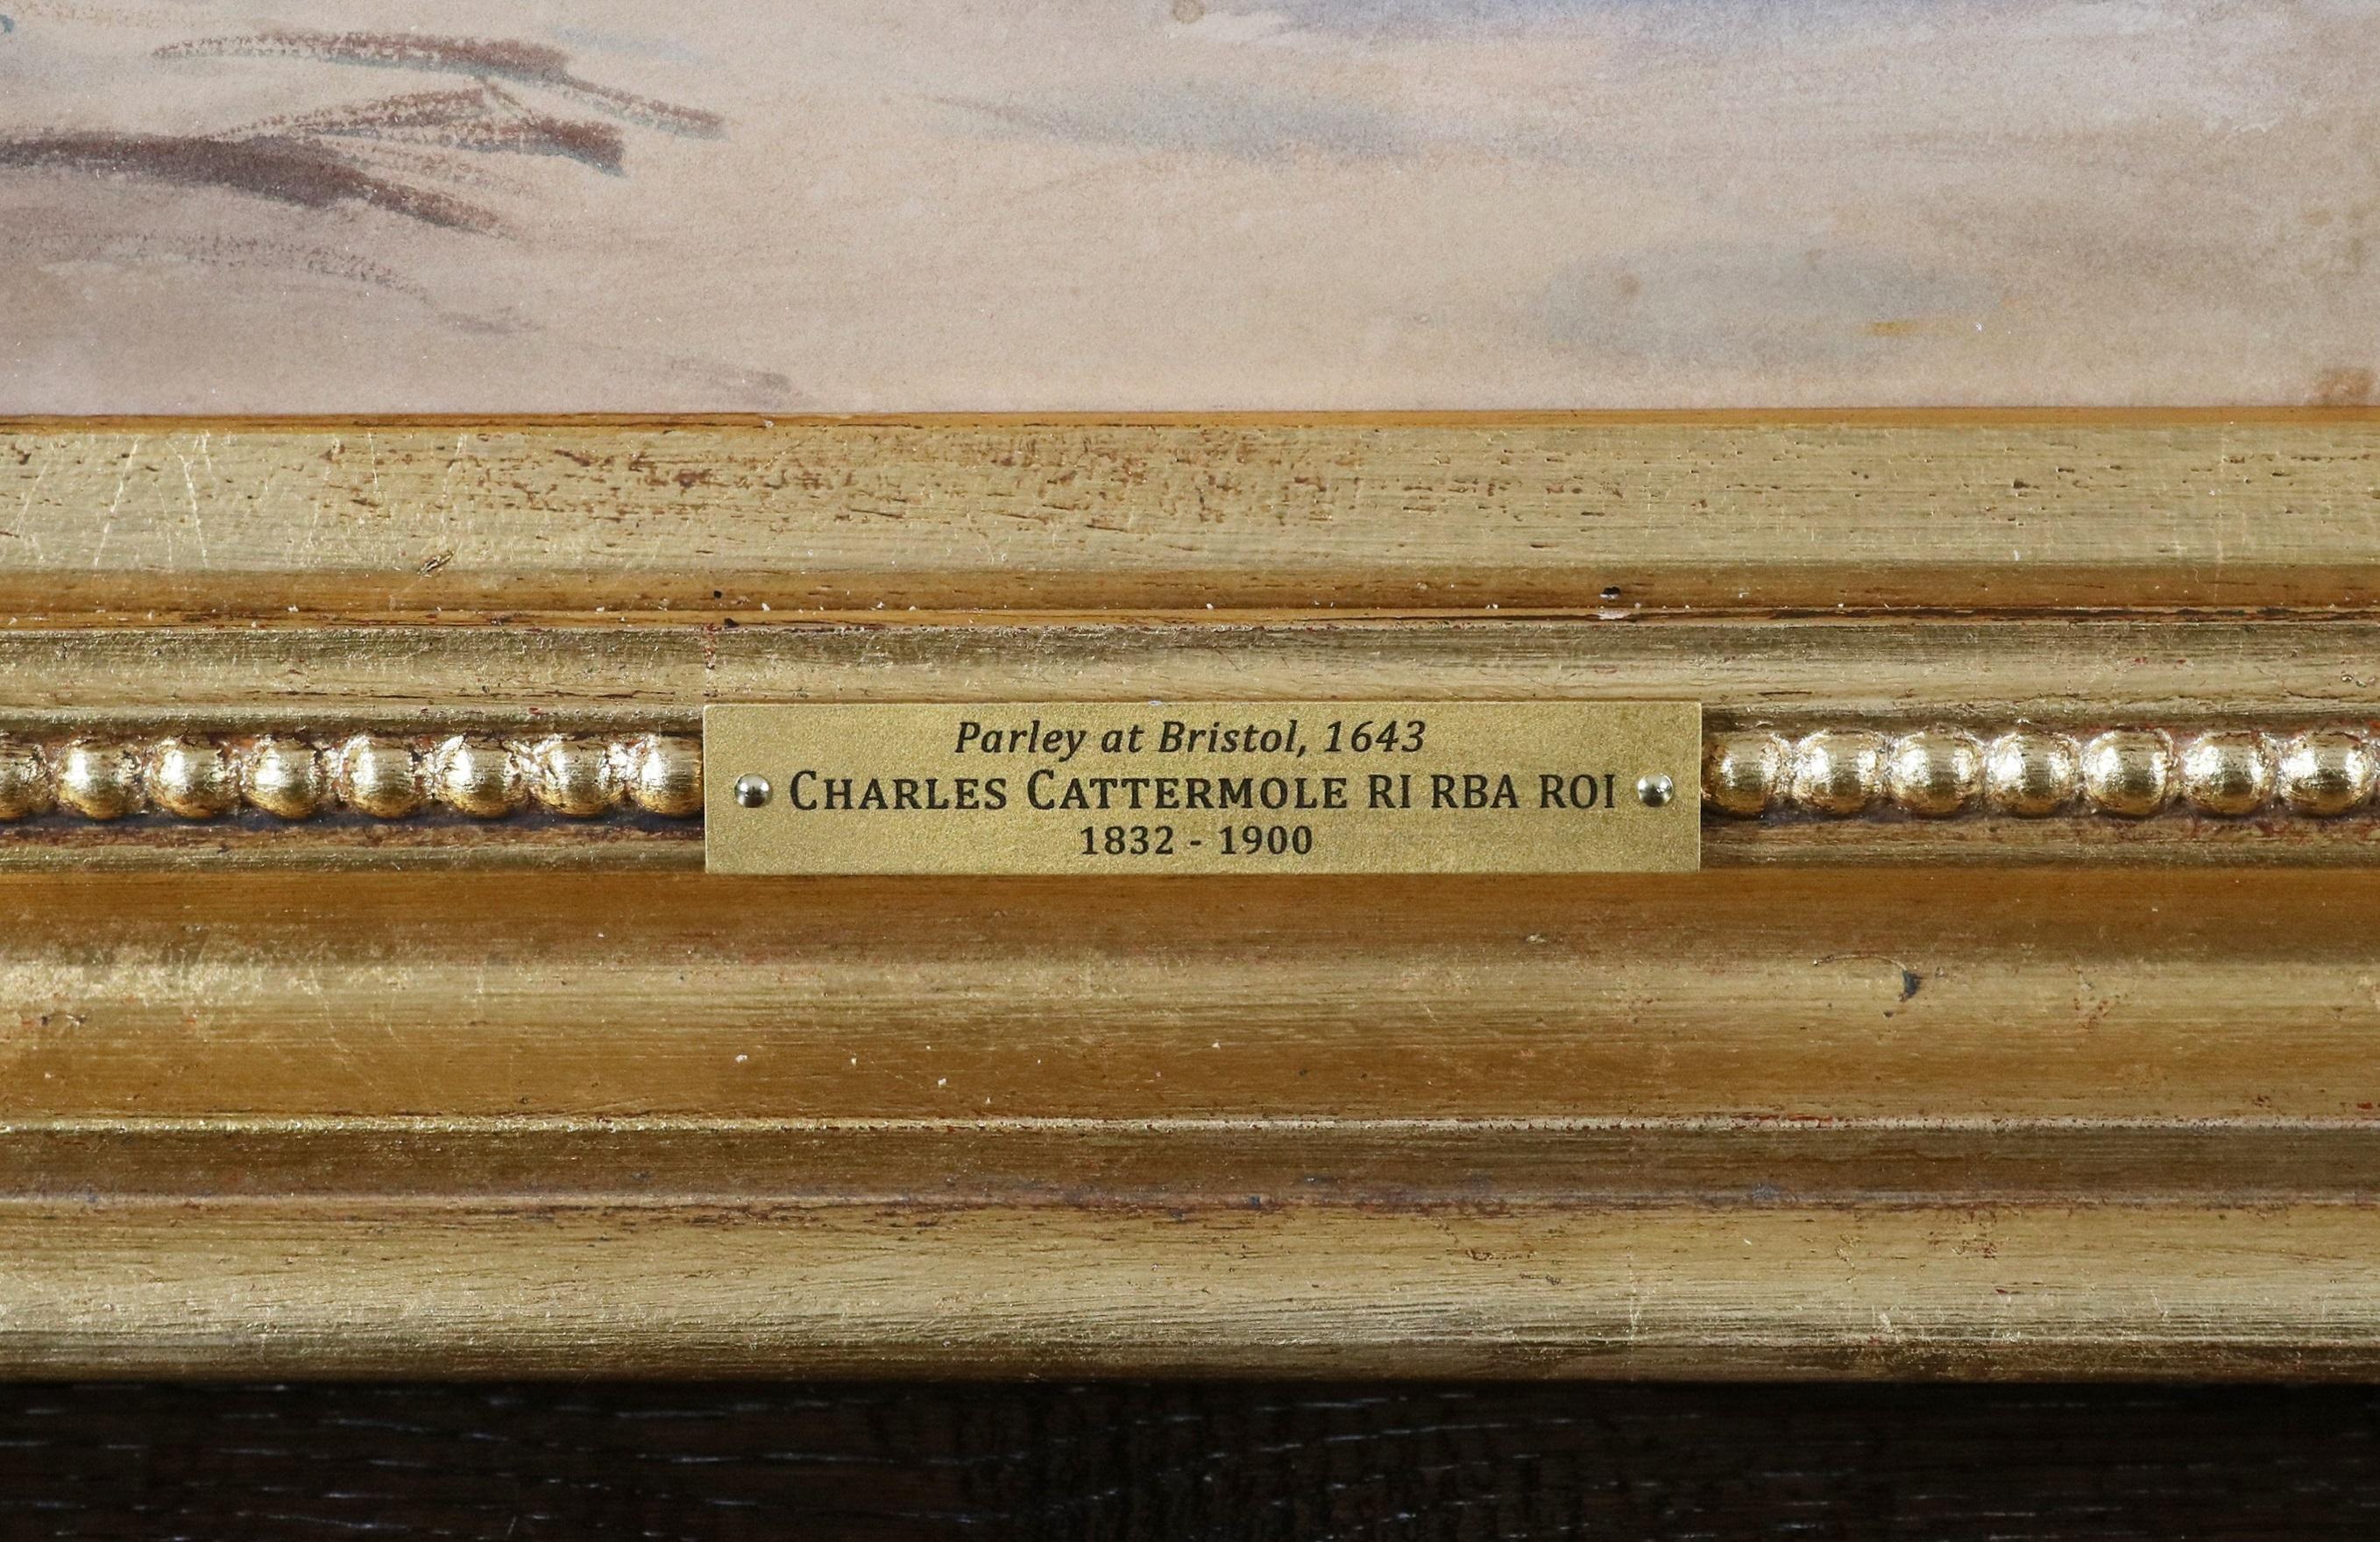 Parley at Bristol, 1643
CHARLES CATTERMOLE RI RBA ROI
1832 - 1900